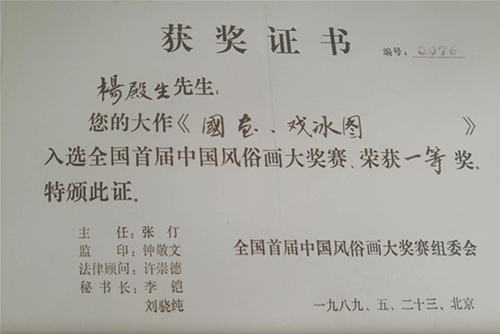 获奖证书
编号：0076
楊殿生先生：
您的大作《國画、戏冰图》
入选全国首届中国风俗画大奖赛、荣获一等奖．
特颁此证．
主任：张仃
监印：钟敬文
法律顾问：许崇德
秘书长：李铠
刘骁纯
全国首届中国风俗画大奖赛组委会
一九八九、五、二十三、北京